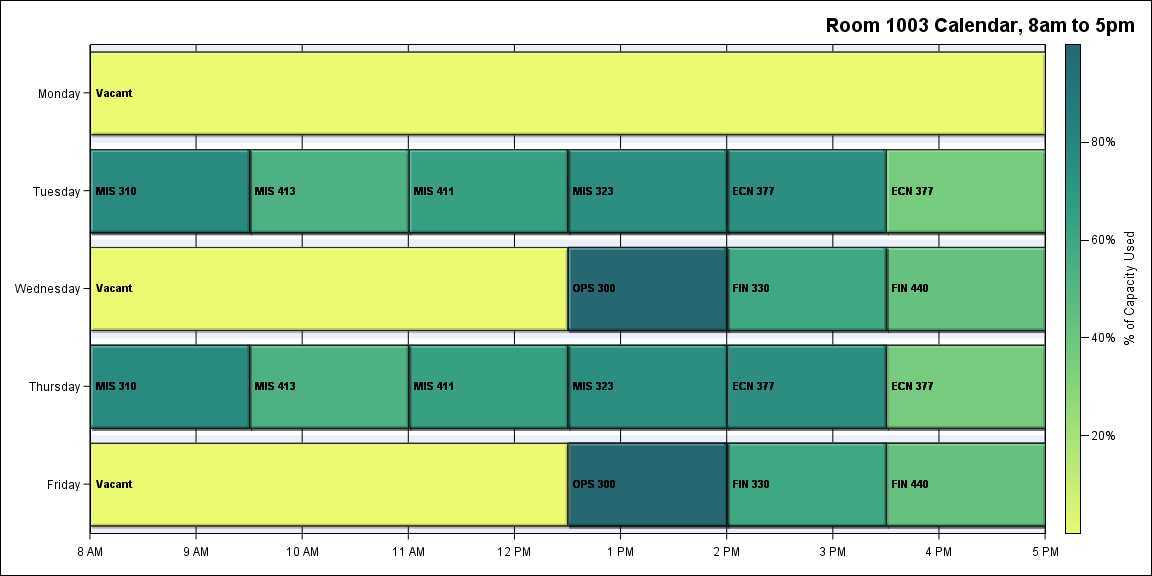 Room 1003 Calendar, 8am to 5pm
Monday
Vacant
Tuesday
MIS 310
MIS 413
MIS 411
MIS 323
ECN 377
ECN 377
Wednesday
Vacant
OPS 300
FIN 330
FIN 440
Thursday
MIS 310
MIS 413
MIS 411
MIS 323
ECN 377
ECN 377
Friday
Vacant
OPS 300
FIN 330
FIN 440
8 AM
9 AM
10 AM
11 AM
12 PM
1 PM
2 PM
3 PM
4 PM
5 PM
80%
60%
40%
20%
% of Capacity Used